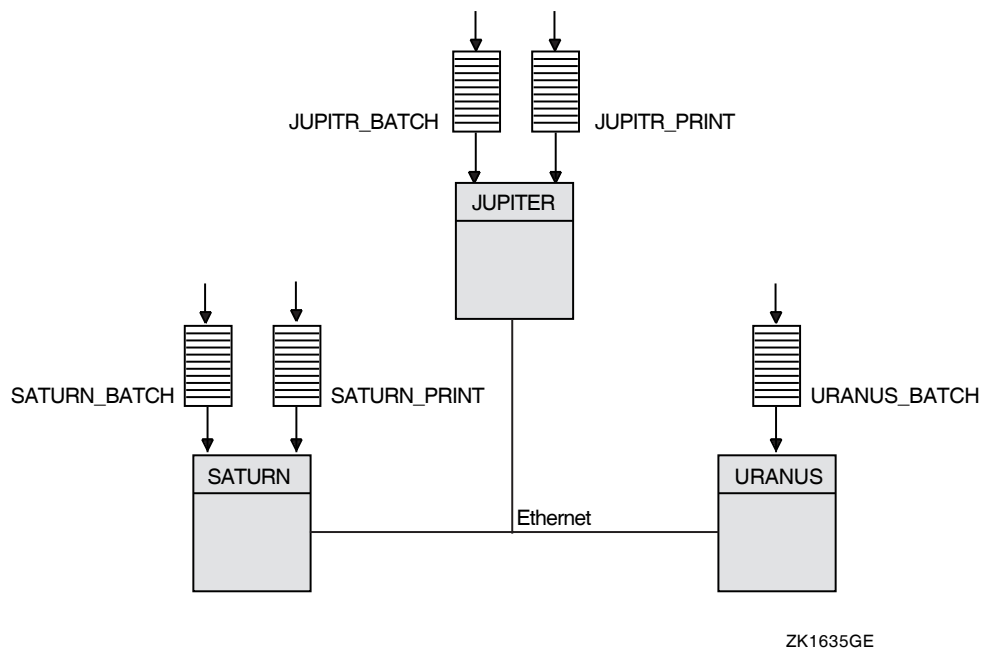 JUPITR_BATCH
JUPITR_PRINT
JUPITER
SATURN_BATCH
SATURN_PRINT
URANUS_BATCH
SATURN
URANUS
Ethernet
ZK1635GE